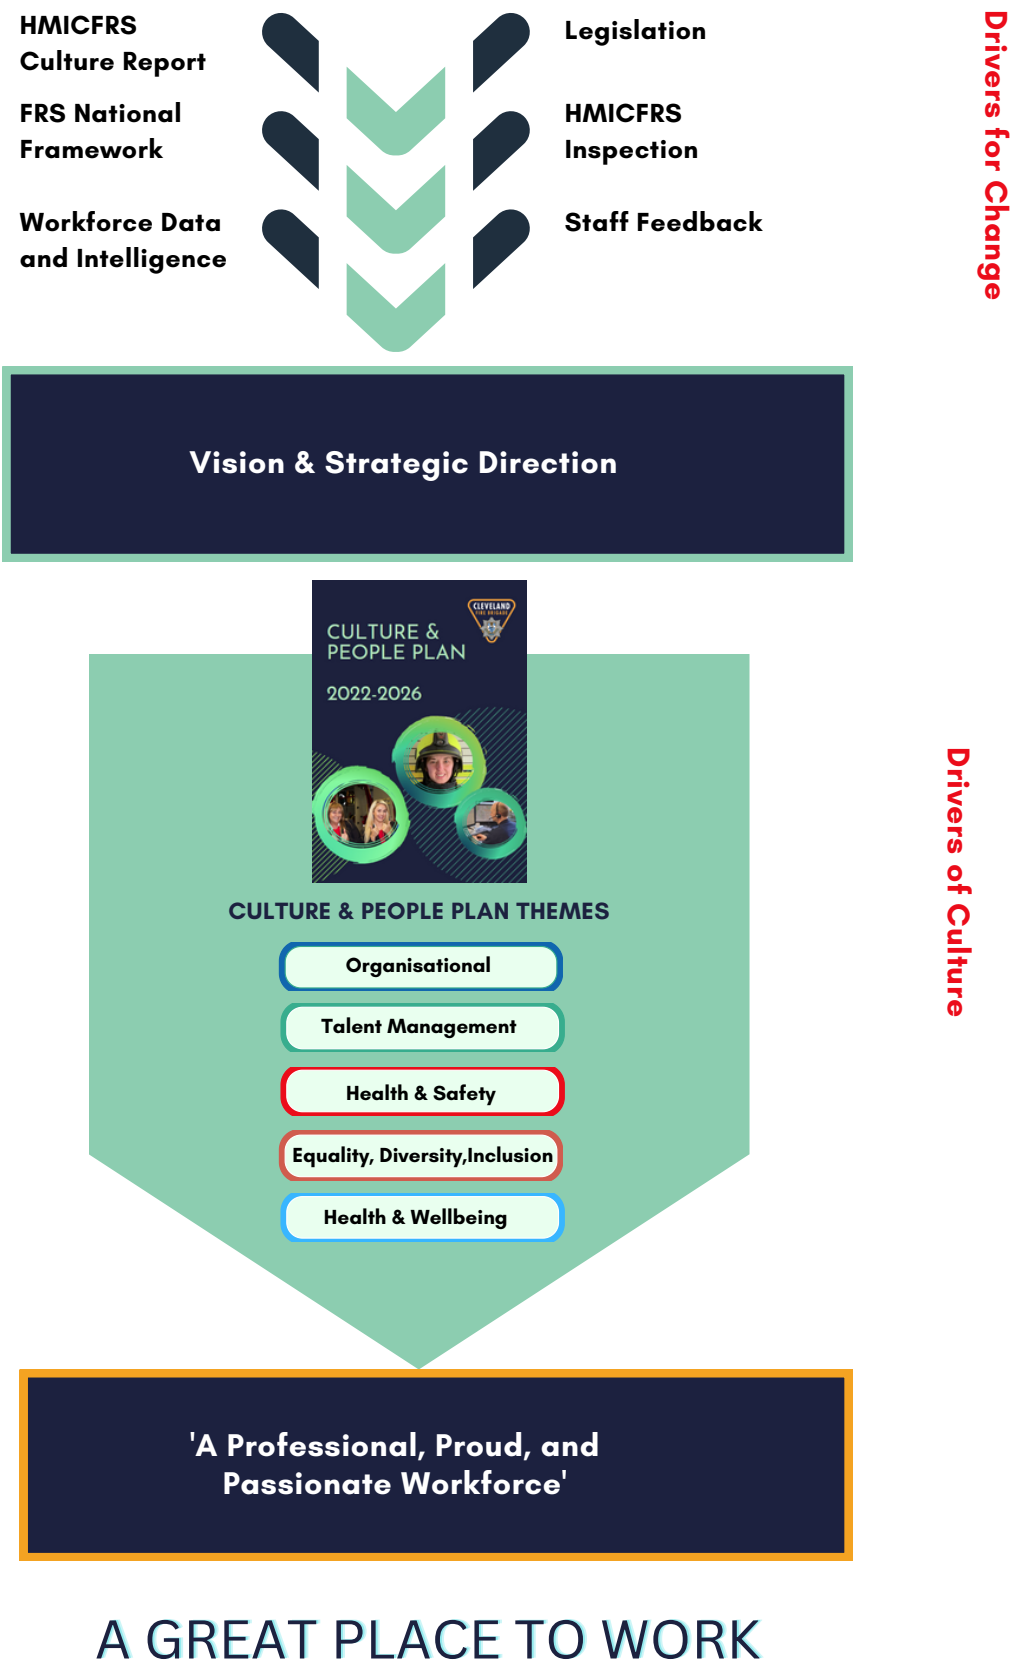 HMICFRS
Culture Report
FRS National
Framework
Workforce Data
and Intelligence
Legislation
HMICFRS
Inspection
Staff Feedback
Drivers for Change
Vision & Strategic Direction
CULTURE &
PEOPLE PLAN
2022-2026
CLEVELAND
FIRE BRIGADE
CULTURE & PEOPLE PLAN THEMES
Organisational
Talent Management
Health & Safety
Equality, Diversity,Inclusion
Health & Wellbeing
Drivers of Culture
'A Professional, Proud, and
Passionate Workforce'
A GREAT PLACE TO WORK